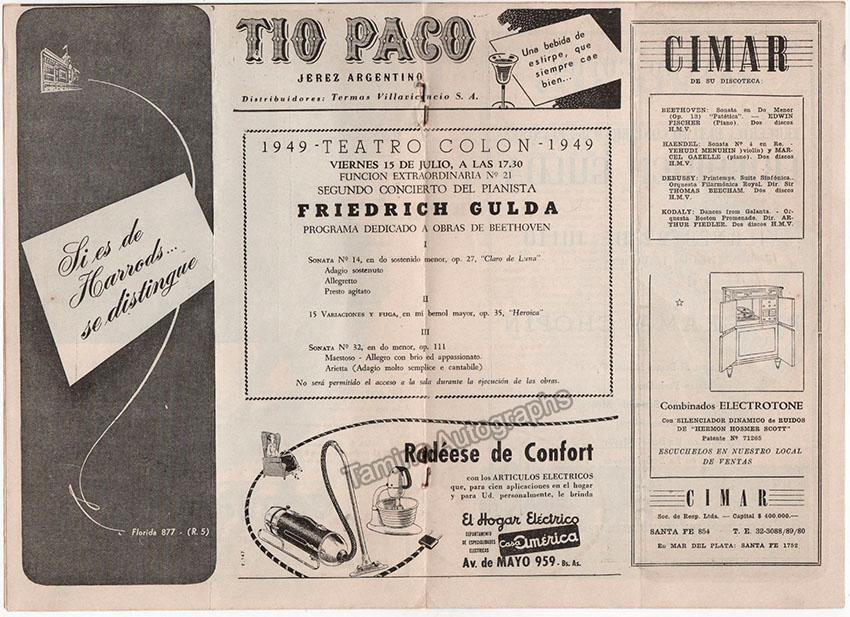 Si es de
Harrods...
se distingue
Florida 877 - (R. 5)
TIO PACO
JEREZ ARGENTINO
Distribuidores: Termas Villavicencio S. A.
Una bebida de
estirpe, que
siempre cae
bien...
1949 - TEATRO COLON - 1949
VIERNES 15 DE JULIO, A LAS 17.30
FUNCION EXTRAORDINARIA Nº 21
SEGUNDO CONCIERTO DEL PIANISTA
FRIEDRICH GULDA
PROGRAMA DEDICADO A OBRAS DE BEETHOVEN
I
SONATA Nº 14, en do sostenido menor, op. 27, "Claro de Luna"
Adagio sostenuto
Allegretto
Presto agitato
II
15 VARIACIONES Y FUGA, en mi bemol mayor, op. 35, "Heroica"
III
SONATA Nº 32, en do menor, op. 111
Maestoso - Allegro con brio ed appassionato.
Arietta (Adagio molto semplice e cantabile)
No será permitido el acceso a la sala durante la ejecución de las obras.
Tamino Autographs
Rodéese de Confort
con los ARTICULOS ELECTRICOS
que, para cien aplicaciones en el hogar
y para Ud. personalmente, le brinda
El Hogar Eléctrico
DEPARTAMENTO
DE ESPECIALIDADES
ELECTRICAS
Casa América
Av. de MAYO 959 - Bs. As.
CIMAR
DE SU DISCOTECA:
BEETHOVEN: Sonata en Do Menor
(Op. 13) "Patética". — EDWIN
FISCHER (Piano). Dos discos
H.M.V.
HAENDEL: Sonata Nº 4 en Re. -
YEHUDI MENUHIN )violín) y MAR-
CEL GAZELLE (piano). Dos discos
H.M.V.
DEBUSSY: Printemps, Suite Sinfónica..
Orquesta Filarmónica Royal. Dir. Sir
THOMAS BEECHAM. Dos discos
H.M.V.
KODALY: Dances from Galanta. - Or-
questa Boston Promenade. Dir. AR-
THUR FIEDLER. Dos discos H.M.V.
Combinados ELECTROTONE
Con SILENCIADOR DINAMICO de RUIDOS
DE "HERMON HOSMER SCOTT"
Patente Nº 71265
ESCUCHELOS EN NUESTRO LOCAL
DE VENTAS
CIMAR
Soc. de Resp. Ltda. — Capital $ 400.000.—
SANTA FE 854 T. E. 32-3088/89/80
En MAR DEL PLATA: SANTA FE 1752